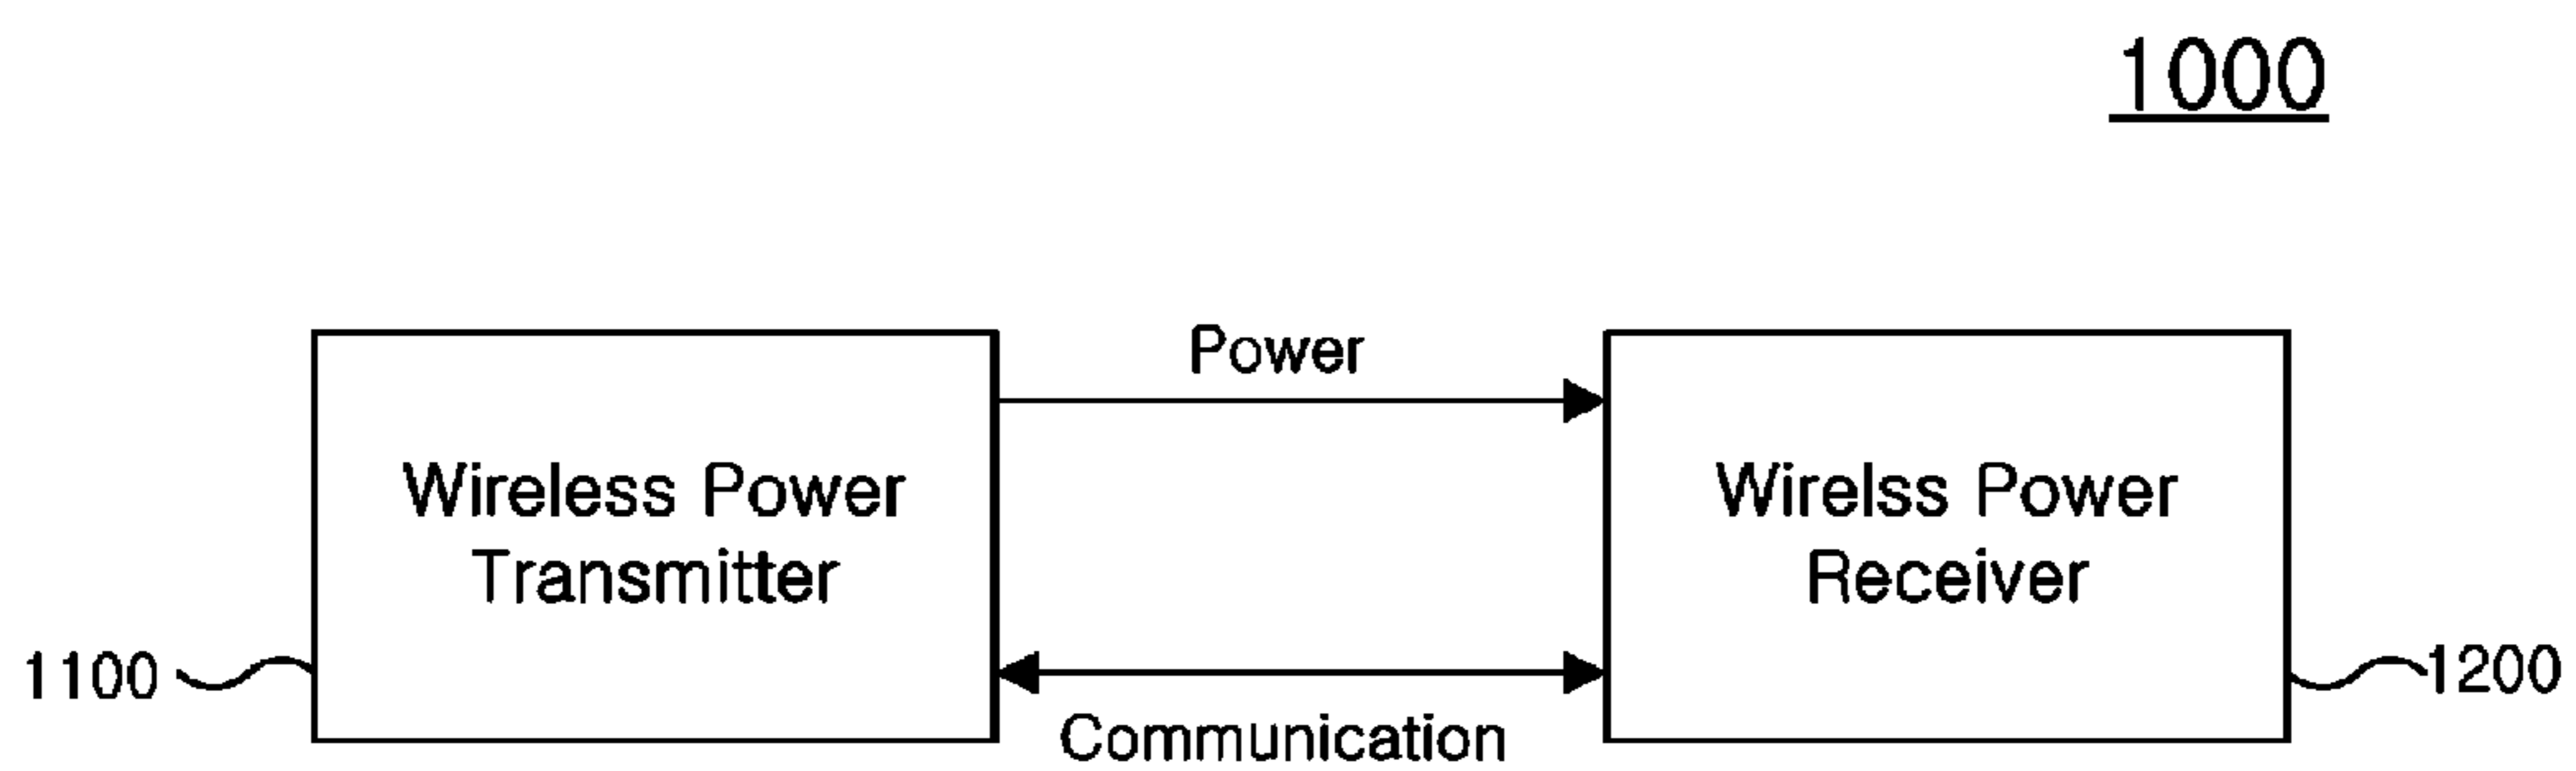 1000
Power
Wireless Power
Transmitter
Wirelss Power
Receiver
1100
1200
Communication